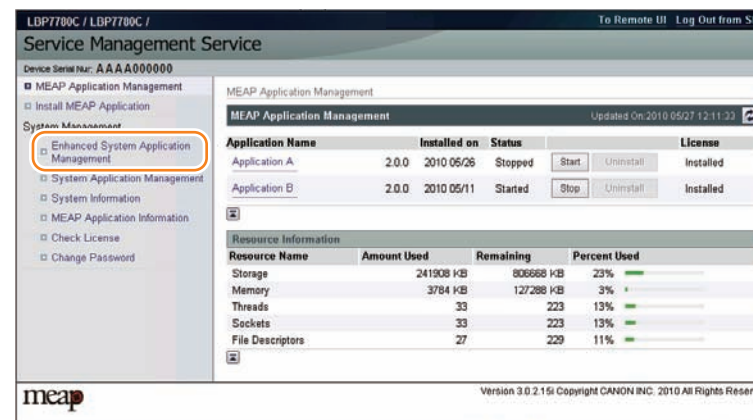 LBP7780C / LBP7780C /
To Remote UI Log Out from S
Service Management Service
Device Serial Nur: AAAA000000
MEAP Application Management
Install MEAP Application
System Management
Enhanced System Application
Management
System Application Management
System Information
MEAP Application Information
Check License
Change Password
MEAP Application Management
MEAP Application Management Updated On:2010 05/27 12:11:33
Application Name Installed on Status License
Application A 2.0.0 2010 05/26 Stopped Start Uninstall Installed
Application B 2.0.0 2010 05/11 Started Stop Uninstall Installed
Resource Information
Resource Name Amount Used Remaining Percent Used
Storage 241908 KB 806668 KB 23%
Memory 3784 KB 127288 KB 3%
Threads 33 223 13%
Sockets 33 223 13%
File Descriptors 27 229 11%
meap
Version 3.0.2.15i Copyright CANON INC. 2010 All Rights Reser